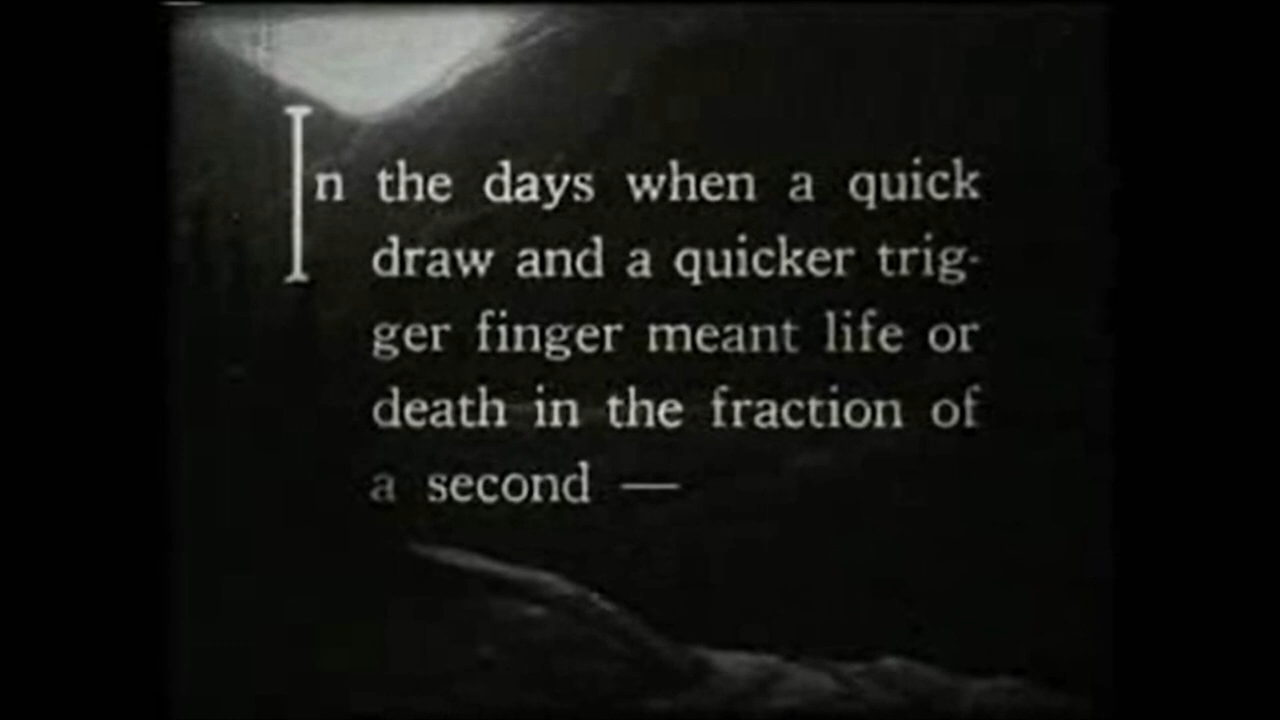 In the days when a quick
draw and a quicker trig-
ger finger meant life or
death in the fraction of
a second —